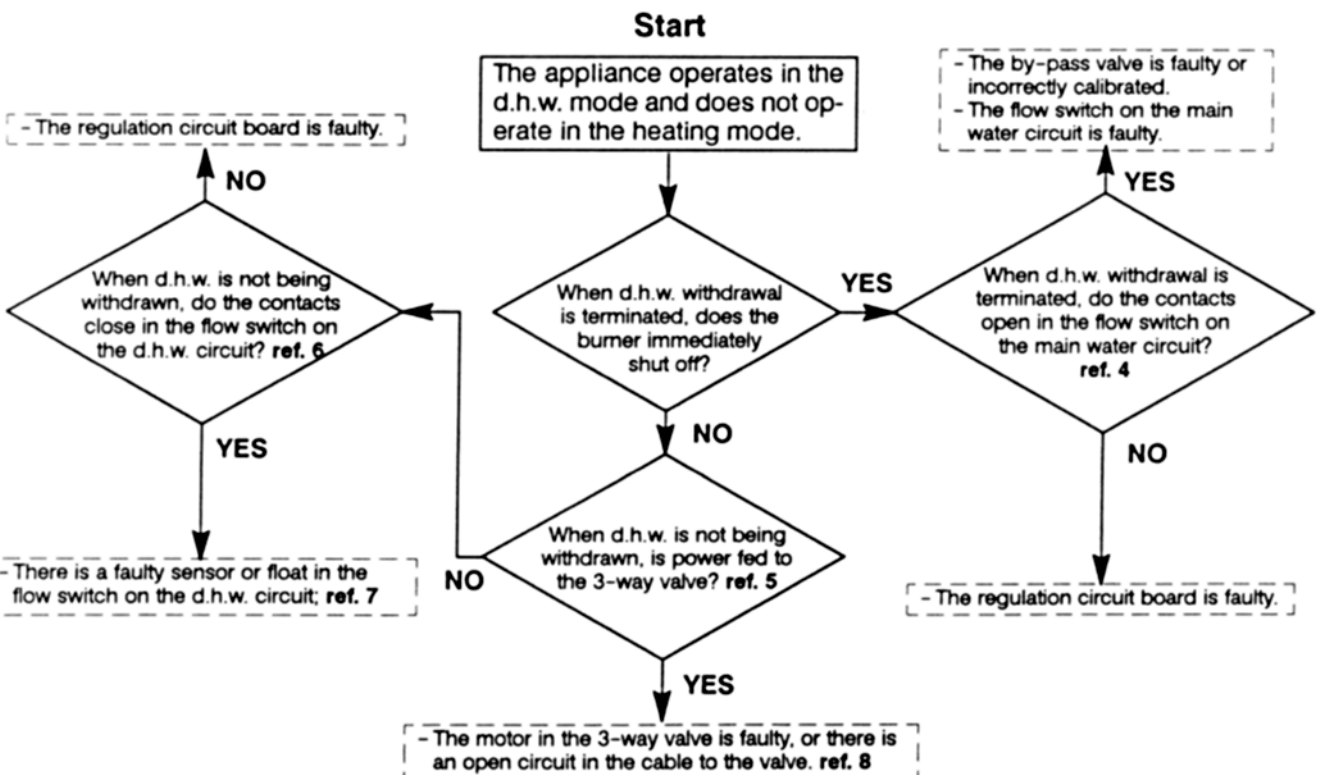 Start
The appliance operates in the
d.h.w. mode and does not op-
erate in the heating mode.
- The by-pass valve is faulty or
incorrectly calibrated.
- The flow switch on the main
water circuit is faulty.
- The regulation circuit board is faulty.
NO
YES
When d.h.w. is not being
withdrawn, do the contacts
close in the flow switch on
the d.h.w. circuit? ref. 6
When d.h.w. withdrawal
is terminated, does the
burner immediately
shut off?
YES
When d.h.w. withdrawal is
terminated, do the contacts
open in the flow switch on
the main water circuit?
ref. 4
YES
NO
NO
When d.h.w. is not being
withdrawn, is power fed to
the 3-way valve? ref. 5
NO
- There is a faulty sensor or float in the
flow switch on the d.h.w. circuit; ref. 7
- The regulation circuit board is faulty.
YES
- The motor in the 3-way valve is faulty, or there is
an open circuit in the cable to the valve. ref. 8